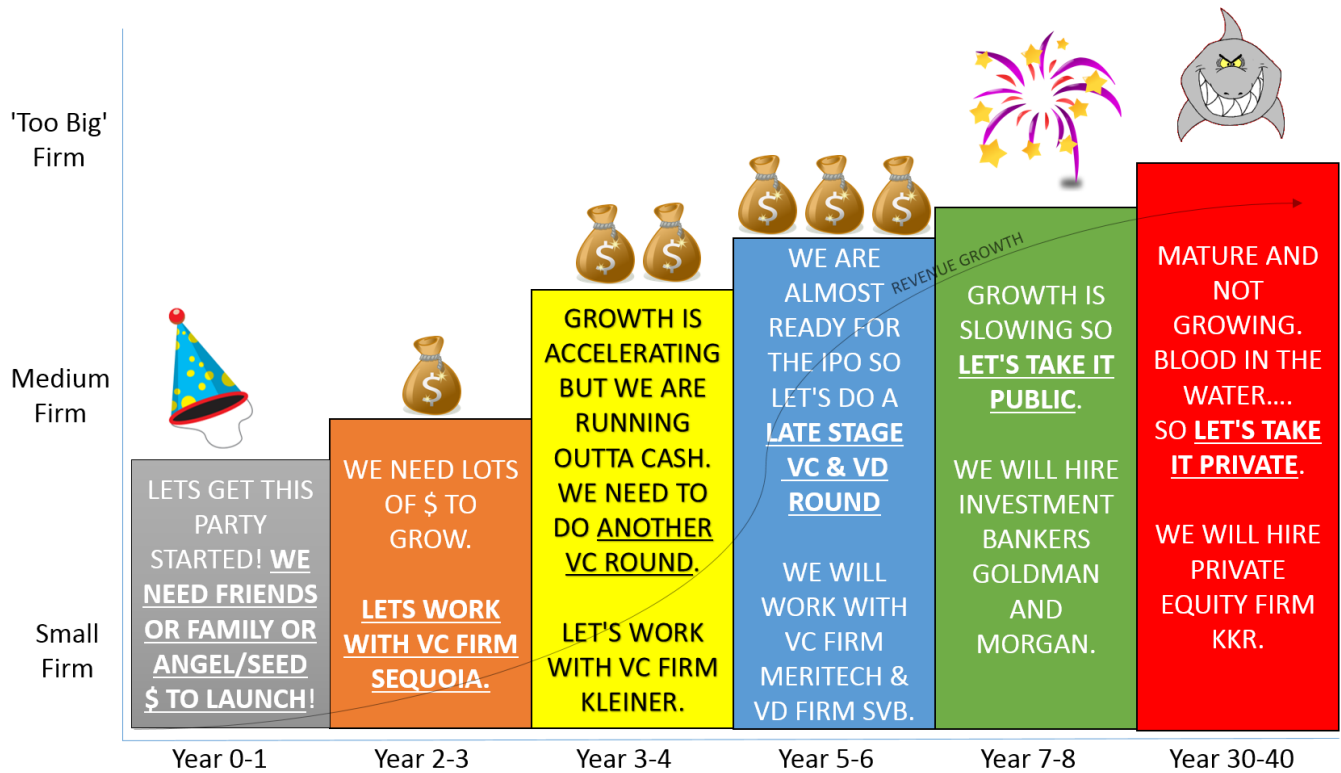 'Too Big'
Firm
Medium
Firm
Small
Firm
LETS GET THIS
PARTY
STARTED! WE
NEED FRIENDS
OR FAMILY OR
ANGEL/SEED
$ TO LAUNCH!
WE NEED LOTS
OF $ TO
GROW.
LETS WORK
WITH VC FIRM
SEQUOIA.
GROWTH IS
ACCELERATING
BUT WE ARE
RUNNING
OUTTA CASH.
WE NEED TO
DO ANOTHER
VC ROUND.
LET'S WORK
WITH VC FIRM
KLEINER.
WE ARE
ALMOST
READY FOR
THE IPO SO
LET'S DO A
LATE STAGE
VC & VD
ROUND
WE WILL
WORK WITH
VC FIRM
MERITECH &
VD FIRM SVB.
REVENUE GROWTH
GROWTH IS
SLOWING SO
LET'S TAKE IT
PUBLIC.
WE WILL HIRE
INVESTMENT
BANKERS
GOLDMAN
AND
MORGAN.
MATURE AND
NOT
GROWING.
BLOOD IN THE
WATER....
SO LET'S TAKE
IT PRIVATE.
WE WILL HIRE
PRIVATE
EQUITY FIRM
KKR.
$
$ $
$ $ $
Year 0-1
Year 2-3
Year 3-4
Year 5-6
Year 7-8
Year 30-40